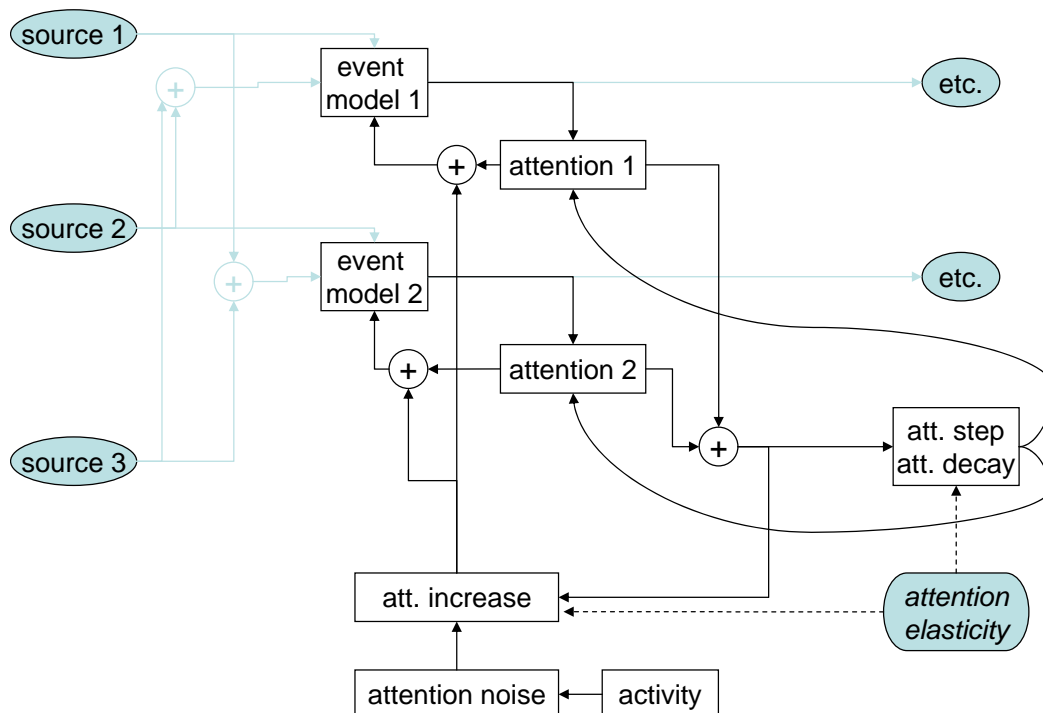 source 1
event
model 1
etc.
+
+
attention 1
source 2
event
model 2
etc.
+
+
attention 2
source 3
+
att. step
att. decay
att. increase
attention
elasticity
attention noise
activity